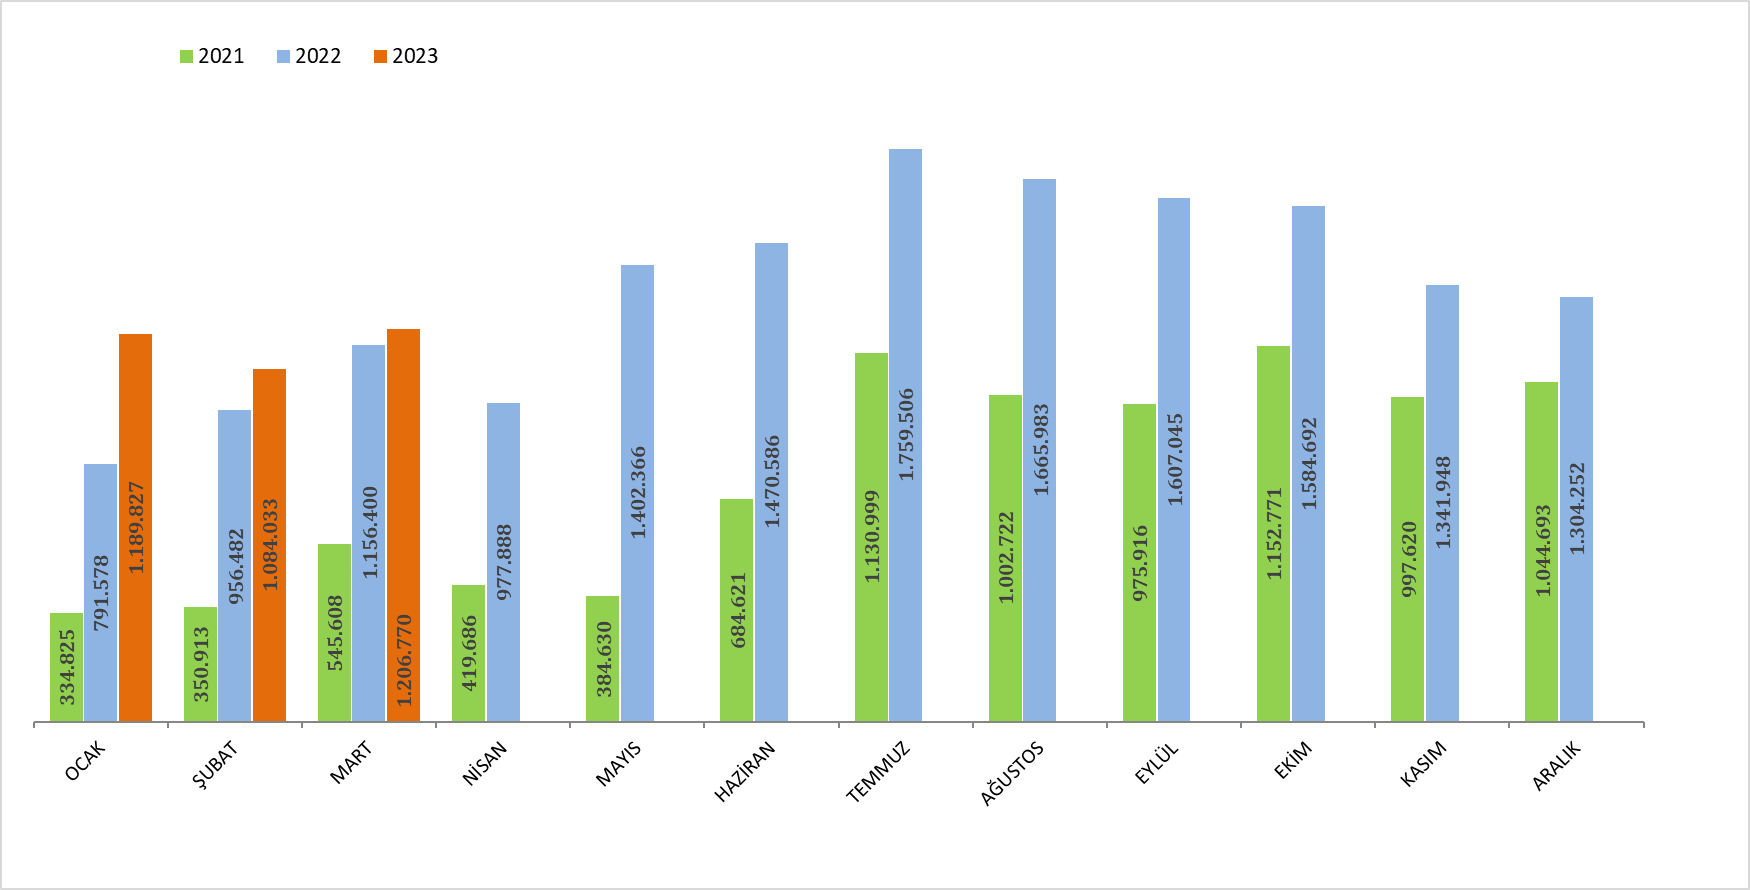 2021 2022 2023
334.825 791.578 1.189.827
350.913 956.482 1.084.033
545.608 1.156.400 1.206.770
419.686 977.888
384.630 1.402.366
684.621 1.470.586
1.130.999 1.759.506
1.002.722 1.665.983
975.916 1.607.045
1.152.771 1.584.692
997.620 1.341.948
1.044.693 1.304.252
OCAK ŞUBAT MART NİSAN MAYIS HAZİRAN TEMMUZ AĞUSTOS EYLÜL EKİM KASIM ARALIK